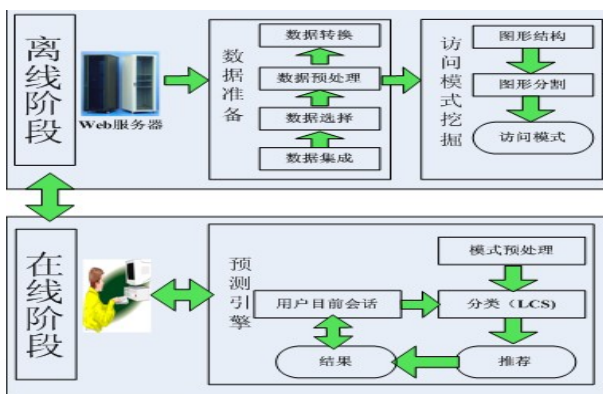 离线阶段
Web服务器
数据准备
数据转换
数据预处理
数据选择
数据集成
访问模式挖掘
图形结构
图形分割
访问模式
在线阶段
预测引擎
模式预处理
用户目前会话
分类（LCS)
结果
推荐